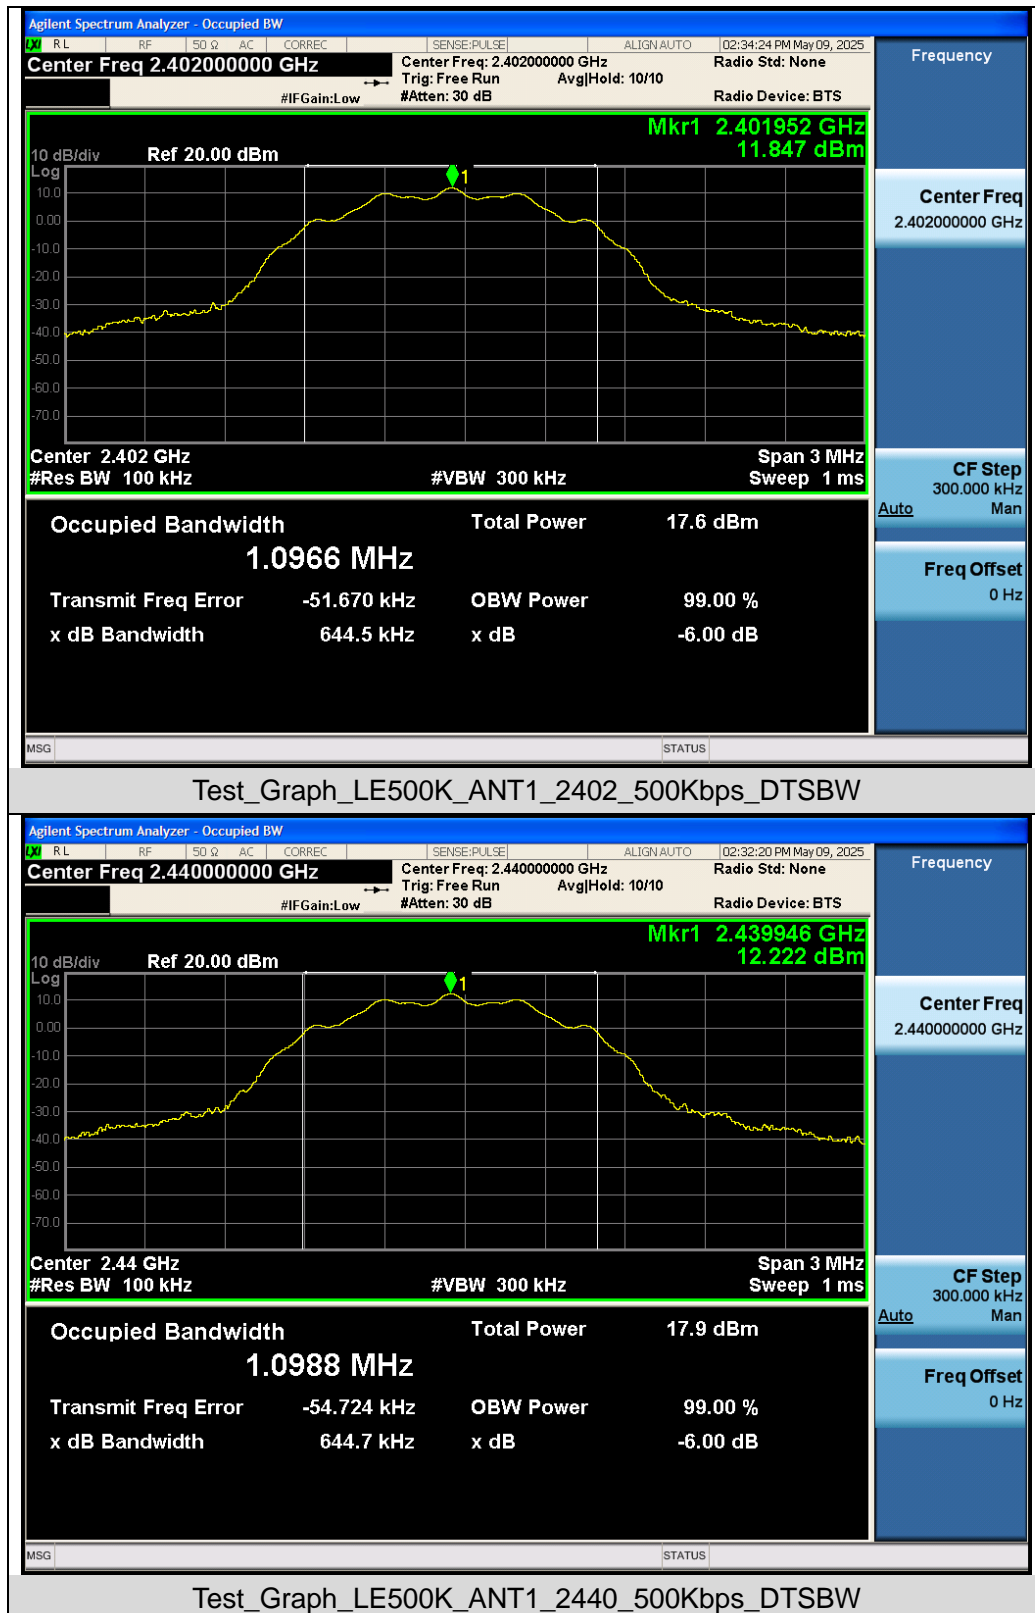 Agilent Spectrum Analyzer - Occupied BW
LXI RL RF 50 Ω AC CORREC SENSE:PULSE ALIGN AUTO 02:34:24 PM May 09, 2025
Center Freq 2.402000000 GHz Center Freq: 2.402000000 GHz Radio Std: None
Trig: Free Run Avg|Hold: 10/10
#IFGain:Low #Atten: 30 dB Radio Device: BTS
Frequency
Mkr1 2.401952 GHz
11.847 dBm
10 dB/div Ref 20.00 dBm
Log
1
10.0
0.00
-10.0
-20.0
-30.0
-40.0
-50.0
-60.0
-70.0
Center Freq
2.402000000 GHz
Center 2.402 GHz Span 3 MHz
#Res BW 100 kHz #VBW 300 kHz Sweep 1 ms
CF Step
300.000 kHz
Auto Man
Occupied Bandwidth Total Power 17.6 dBm
1.0966 MHz
Transmit Freq Error -51.670 kHz OBW Power 99.00 %
x dB Bandwidth 644.5 kHz x dB -6.00 dB
Freq Offset
0 Hz
MSG STATUS
Test_Graph_LE500K_ANT1_2402_500Kbps_DTSBW
Agilent Spectrum Analyzer - Occupied BW
LXI RL RF 50 Ω AC CORREC SENSE:PULSE ALIGN AUTO 02:32:20 PM May 09, 2025
Center Freq 2.440000000 GHz Center Freq: 2.440000000 GHz Radio Std: None
Trig: Free Run Avg|Hold: 10/10
#IFGain:Low #Atten: 30 dB Radio Device: BTS
Frequency
Mkr1 2.439946 GHz
12.222 dBm
10 dB/div Ref 20.00 dBm
Log
1
10.0
0.00
-10.0
-20.0
-30.0
-40.0
-50.0
-60.0
-70.0
Center Freq
2.440000000 GHz
Center 2.44 GHz Span 3 MHz
#Res BW 100 kHz #VBW 300 kHz Sweep 1 ms
CF Step
300.000 kHz
Auto Man
Occupied Bandwidth Total Power 17.9 dBm
1.0988 MHz
Transmit Freq Error -54.724 kHz OBW Power 99.00 %
x dB Bandwidth 644.7 kHz x dB -6.00 dB
Freq Offset
0 Hz
MSG STATUS
Test_Graph_LE500K_ANT1_2440_500Kbps_DTSBW